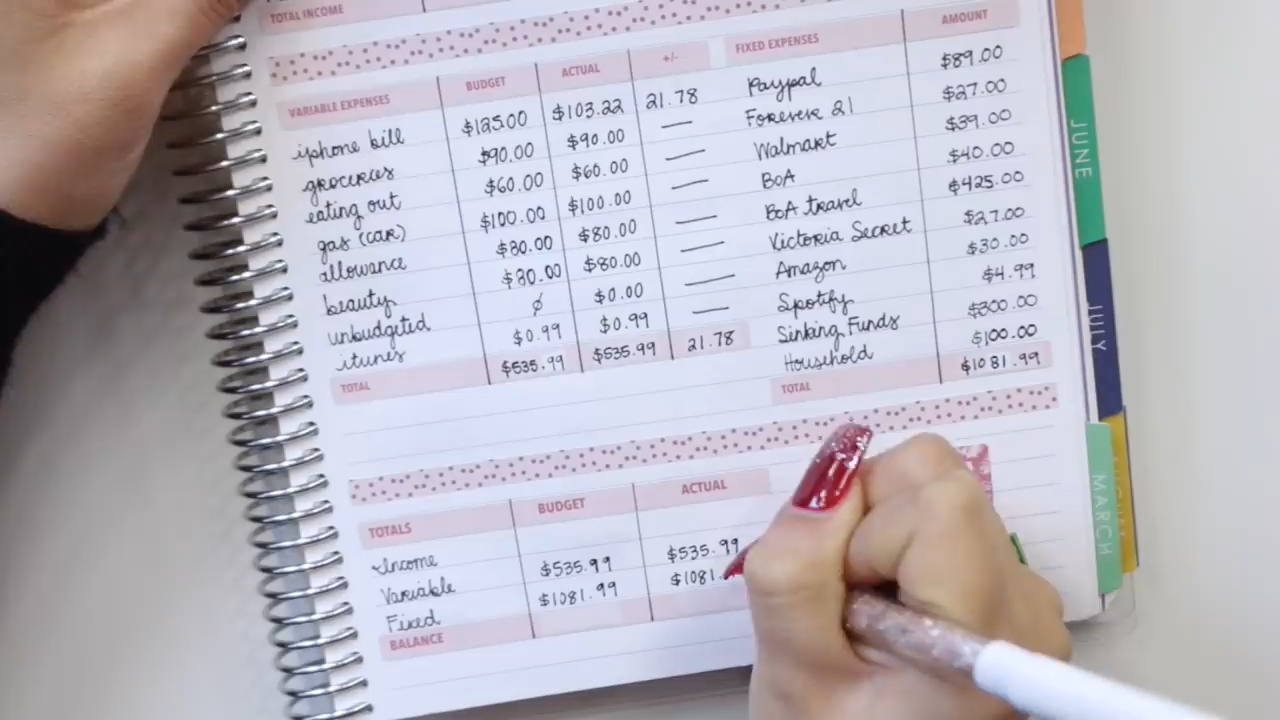 TOTAL INCOME
VARIABLE EXPENSES BUDGET ACTUAL +/-
iphone bill $125.00 $103.22 21.78
groceries $90.00 $90.00 —
eating out $60.00 $60.00 —
gas (car) $100.00 $100.00 —
allowance $80.00 $80.00 —
beauty $80.00 $80.00 —
unbudgeted ∅ $0.00 —
itunes $0.99 $0.99 —
TOTAL $535.99 $535.99 21.78
FIXED EXPENSES AMOUNT
Paypal $89.00
Forever 21 $27.00
Walmart $39.00
BoA $40.00
BoA travel $425.00
Victoria Secret $27.00
Amazon $30.00
Spotify $4.99
Sinking Funds $300.00
Household $100.00
TOTAL $1081.99
TOTALS BUDGET ACTUAL
Income
Variable $535.99 $535.99
Fixed $1081.99 $1081.
BALANCE
JUNE
JULY
MARCH